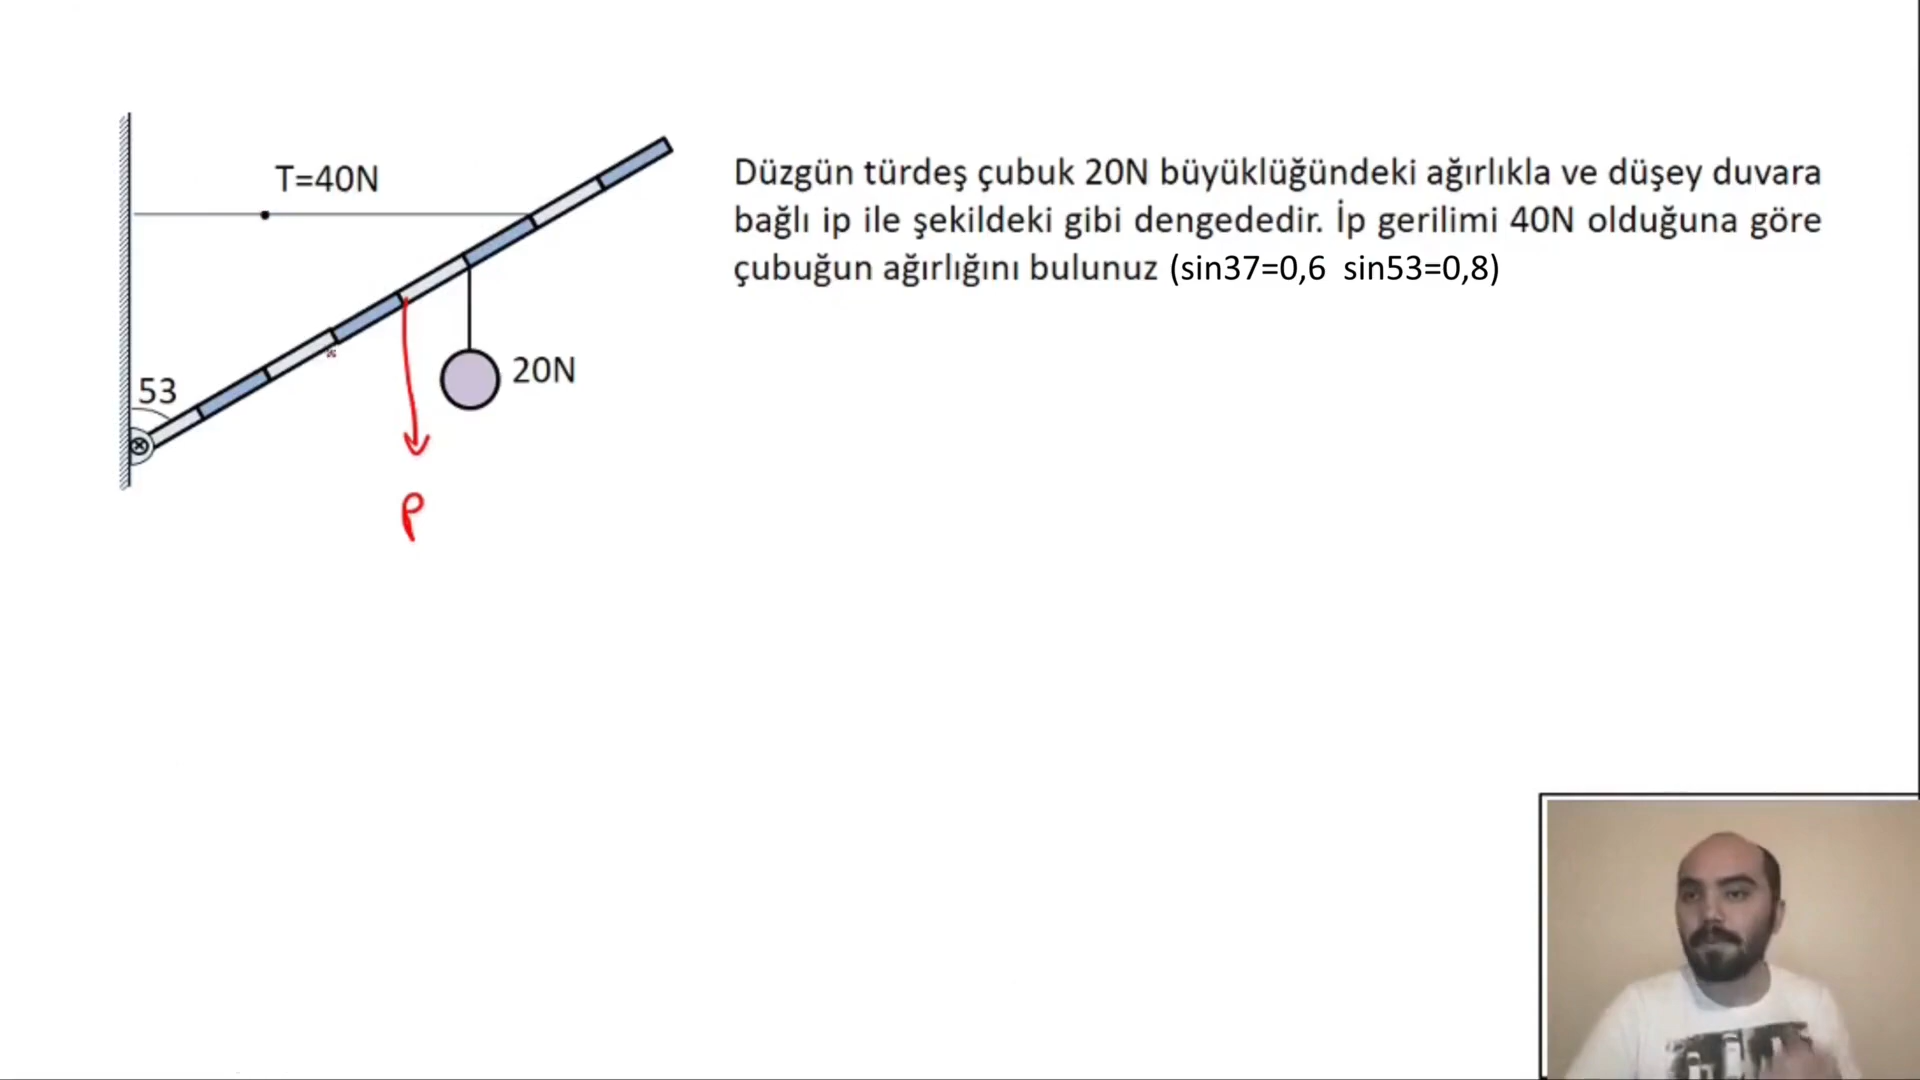 T=40N
Düzgün türdeş çubuk 20N büyüklüğündeki ağırlıkla ve düşey duvara
bağlı ip ile şekildeki gibi dengededir. İp gerilimi 40N olduğuna göre
çubuğun ağırlığını bulunuz (sin37=0,6 sin53=0,8)
53
20N
P